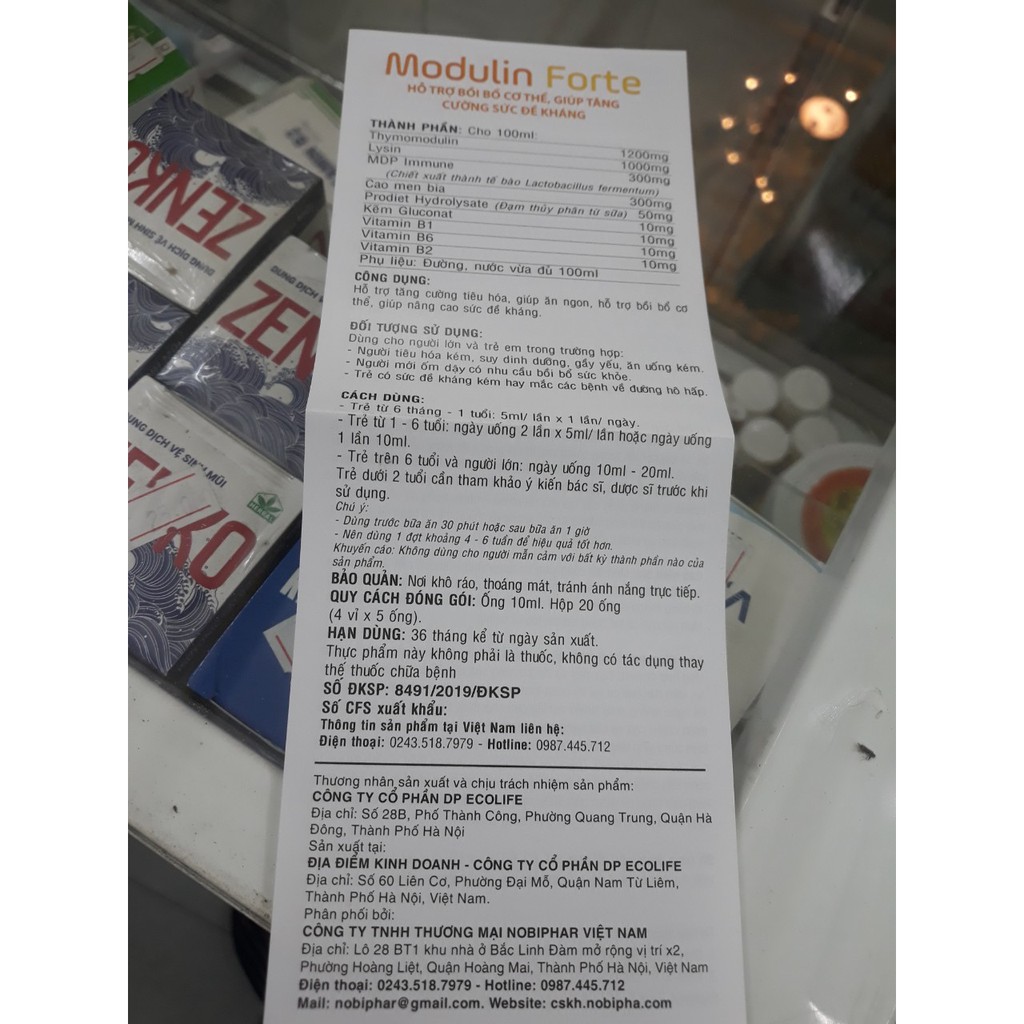 Modulin Forte
HỖ TRỢ BỒI BỔ CƠ THỂ, GIÚP TĂNG
CƯỜNG SỨC ĐỀ KHÁNG
THÀNH PHẦN: Cho 100ml:
Thymomodulin 1200mg
Lysin 1000mg
MDP Immune 300mg
(Chiết xuất thành tế bào Lactobacillus fermentum)
Cao men bia 300mg
Prodiet Hydrolysate (Đạm thủy phân từ sữa) 50mg
Kẽm Gluconat 10mg
Vitamin B1 10mg
Vitamin B6 10mg
Vitamin B2 10mg
Phụ liệu: Đường, nước vừa đủ 100ml
CÔNG DỤNG:
Hỗ trợ tăng cường tiêu hóa, giúp ăn ngon, hỗ trợ bồi bổ cơ
thể, giúp nâng cao sức đề kháng.
ĐỐI TƯỢNG SỬ DỤNG:
Dùng cho người lớn và trẻ em trong trường hợp:
- Người tiêu hóa kém, suy dinh dưỡng, gầy yếu, ăn uống kém.
- Người mới ốm dậy có nhu cầu bồi bổ sức khỏe.
- Trẻ có sức đề kháng kém hay mắc các bệnh về đường hô hấp.
CÁCH DÙNG:
- Trẻ từ 6 tháng - 1 tuổi: 5ml/ lần x 1 lần/ ngày.
- Trẻ từ 1 - 6 tuổi: ngày uống 2 lần x 5ml/ lần hoặc ngày uống
1 lần 10ml.
- Trẻ trên 6 tuổi và người lớn: ngày uống 10ml - 20ml.
Trẻ dưới 2 tuổi cần tham khảo ý kiến bác sĩ, dược sĩ trước khi
sử dụng.
Chú ý:
- Dùng trước bữa ăn 30 phút hoặc sau bữa ăn 1 giờ
- Nên dùng 1 đợt khoảng 4 - 6 tuần để hiệu quả tốt hơn.
Khuyến cáo: Không dùng cho người mẫn cảm với bất kỳ thành phần nào của
sản phẩm.
BẢO QUẢN: Nơi khô ráo, thoáng mát, tránh ánh nắng trực tiếp.
QUY CÁCH ĐÓNG GÓI: Ống 10ml. Hộp 20 ống
(4 vỉ x 5 ống).
HẠN DÙNG: 36 tháng kể từ ngày sản xuất.
Thực phẩm này không phải là thuốc, không có tác dụng thay
thế thuốc chữa bệnh
SỐ ĐKSP: 8491/2019/ĐKSP
Số CFS xuất khẩu:
Thông tin sản phẩm tại Việt Nam liên hệ:
Điện thoại: 0243.518.7979 - Hotline: 0987.445.712
Thương nhân sản xuất và chịu trách nhiệm sản phẩm:
CÔNG TY CỔ PHẦN DP ECOLIFE
Địa chỉ: Số 28B, Phố Thành Công, Phường Quang Trung, Quận Hà
Đông, Thành Phố Hà Nội
Sản xuất tại:
ĐỊA ĐIỂM KINH DOANH - CÔNG TY CỔ PHẦN DP ECOLIFE
Địa chỉ: Số 60 Liên Cơ, Phường Đại Mỗ, Quận Nam Từ Liêm,
Thành Phố Hà Nội, Việt Nam.
Phân phối bởi:
CÔNG TY TNHH THƯƠNG MẠI NOBIPHAR VIỆT NAM
Địa chỉ: Lô 28 BT1 khu nhà ở Bắc Linh Đàm mở rộng vị trí x2,
Phường Hoàng Liệt, Quận Hoàng Mai, Thành Phố Hà Nội, Việt Nam
Điện thoại: 0243.518.7979 - Hotline: 0987.445.712
Mail: nobiphar@gmail.com. Website: cskh.nobipha.com
ZENKO
DUNG DỊCH VỆ SINH
DUNG DỊCH
ZEN
DUNG DỊCH VỆ SINH MŨI
KO